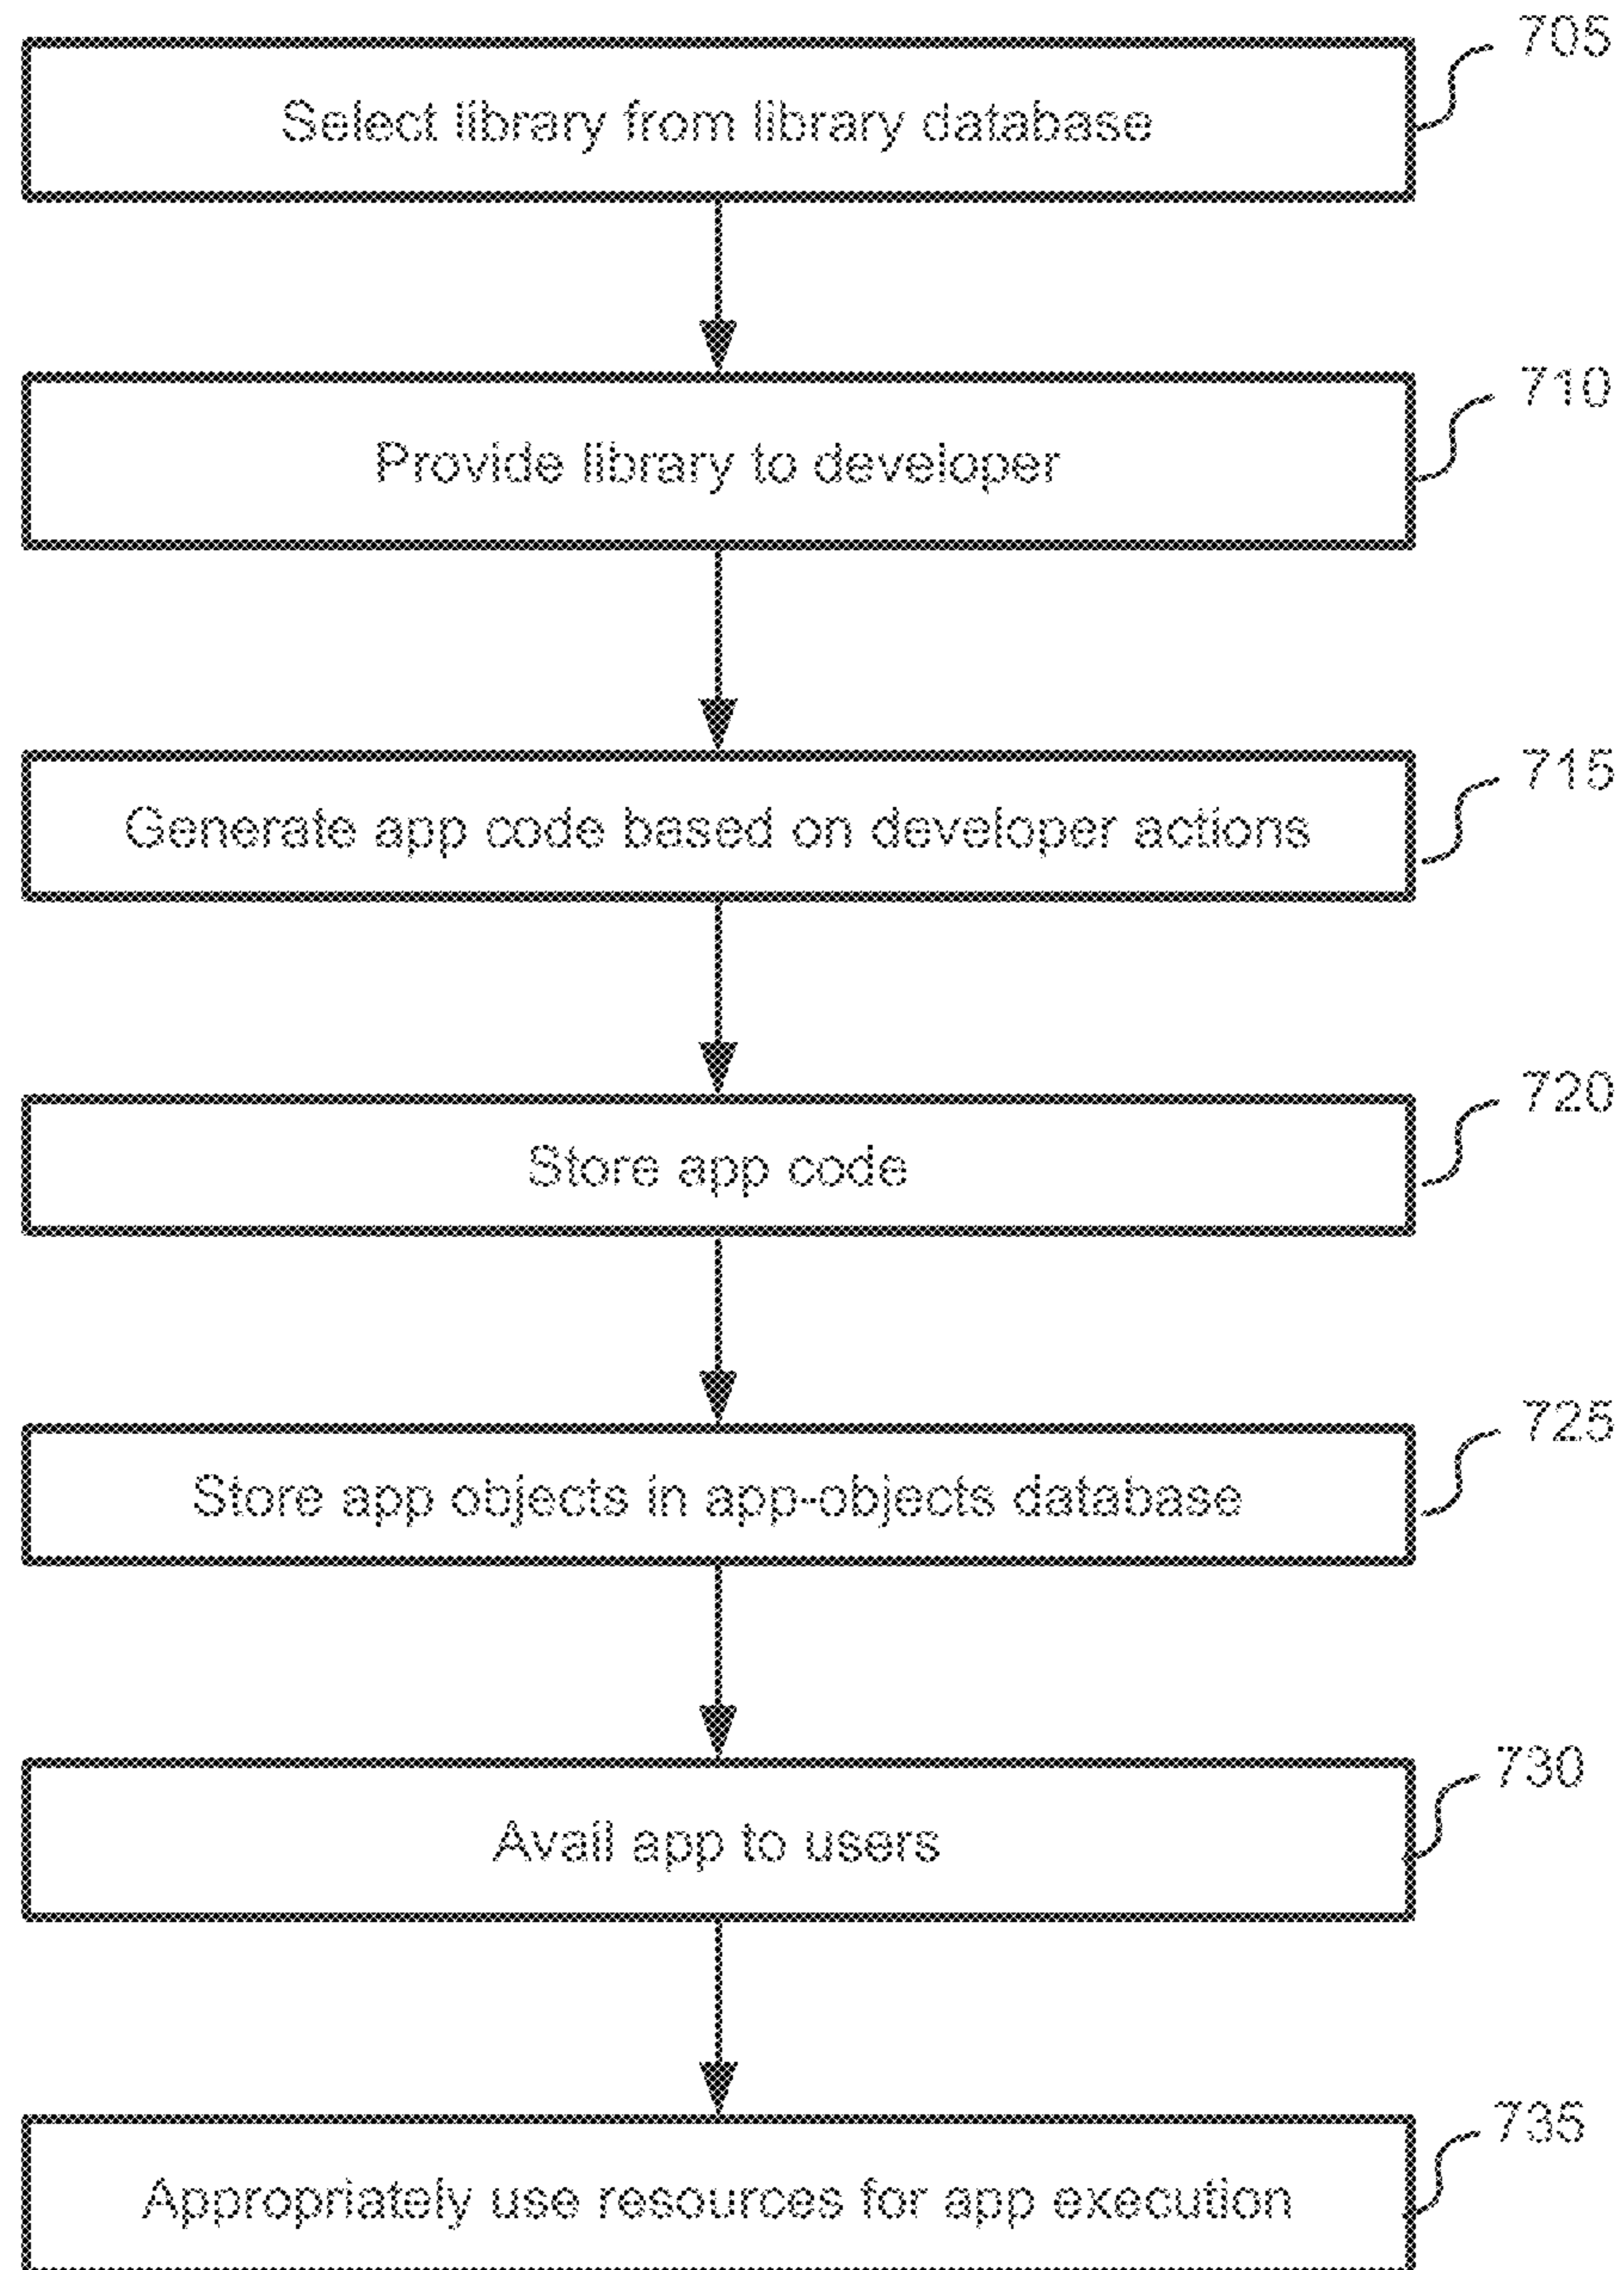 705
Select library from library database
710
Provide library to developer
715
Generate app code based on developer actions
720
Store app code
725
Store app objects in app-objects database
730
Avail app to users
735
Appropriately use resources for app execution